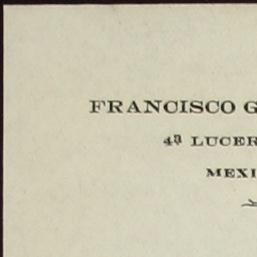 FRANCISCO G
4ª LUCER
MEXI